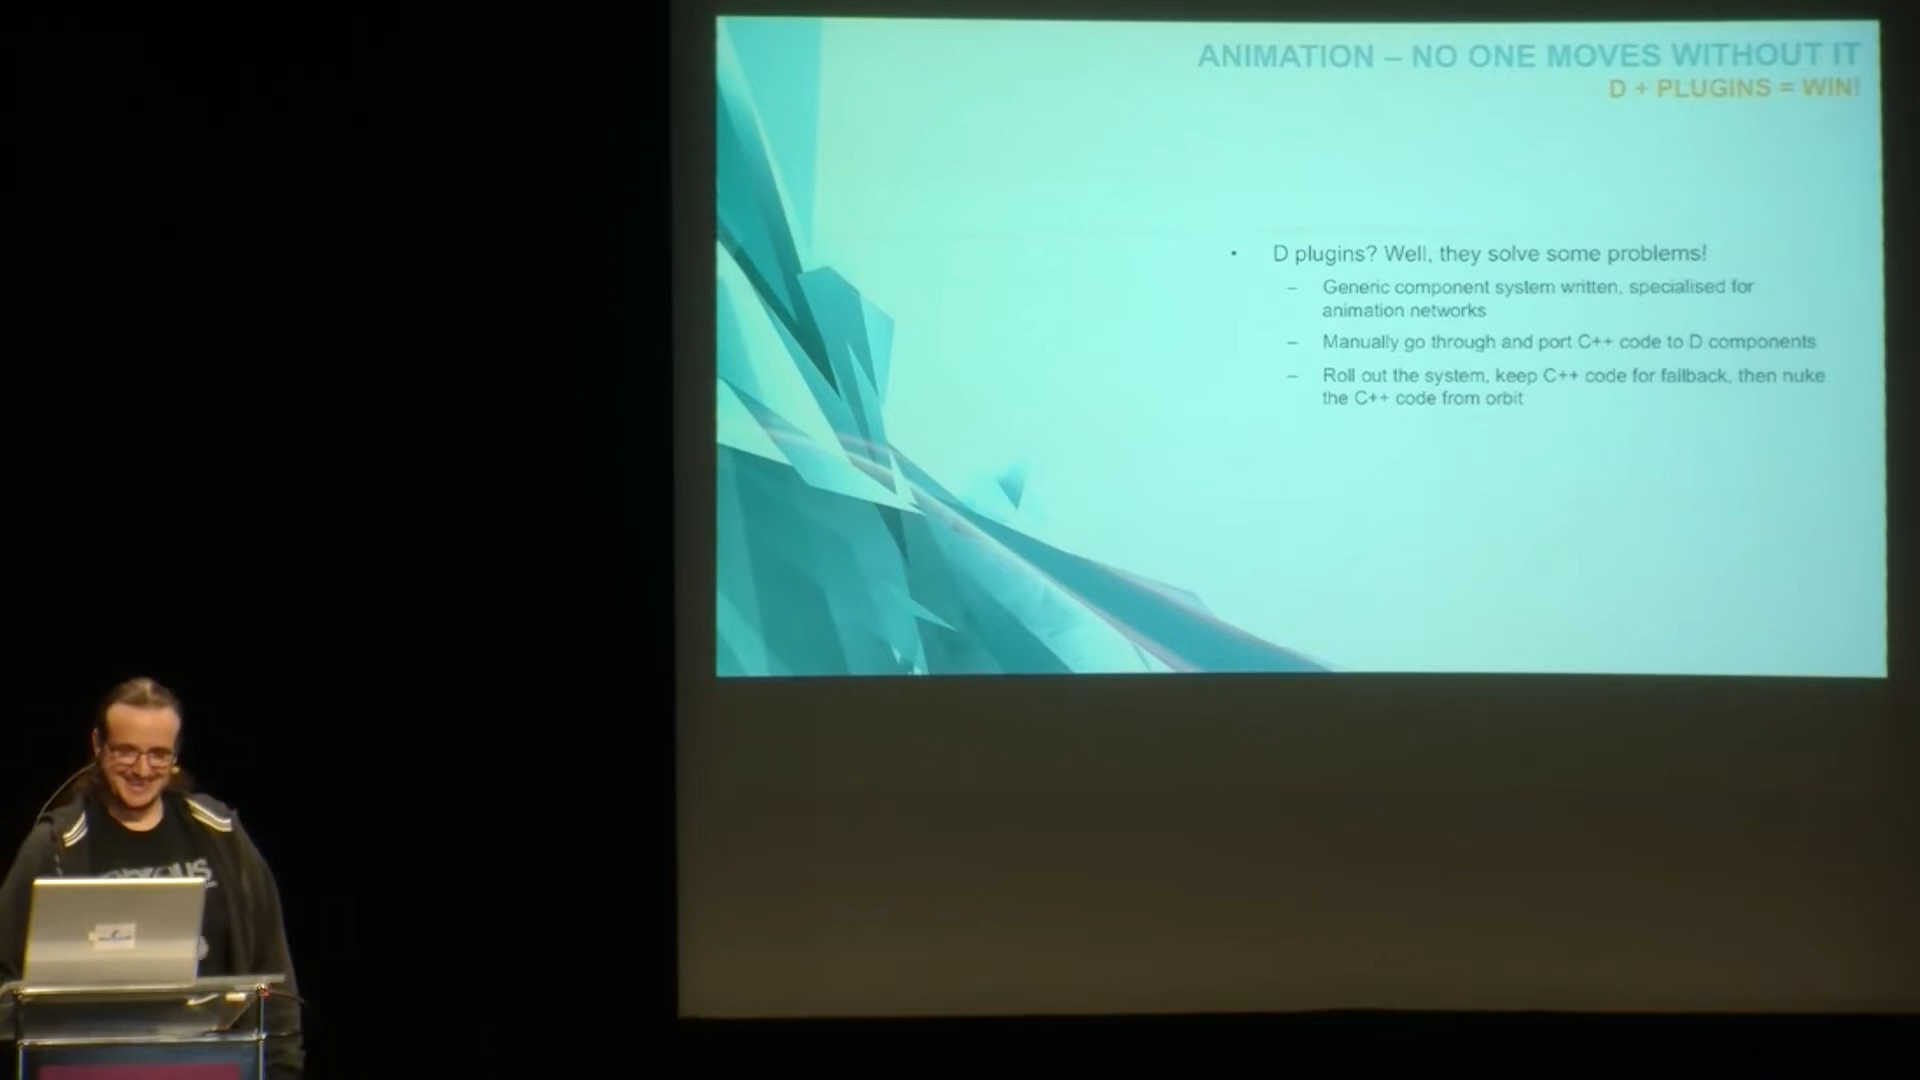 ANIMATION – NO ONE MOVES WITHOUT IT
D + PLUGINS = WIN!
• D plugins? Well, they solve some problems!
– Generic component system written, specialised for
animation networks
– Manually go through and port C++ code to D components
– Roll out the system, keep C++ code for fallback, then nuke
the C++ code from orbit